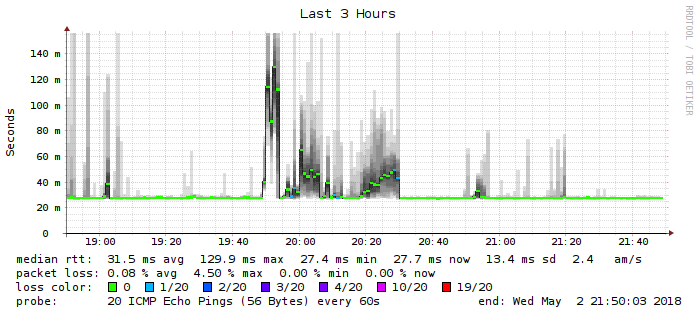 Last 3 Hours
RRDTOOL / TOBI OETIKER
Seconds
140 m
120 m
100 m
80 m
60 m
40 m
20 m
0
19:00 19:20 19:40 20:00 20:20 20:40 21:00 21:20 21:40
median rtt: 31.5 ms avg 129.9 ms max 27.4 ms min 27.7 ms now 13.4 ms sd 2.4 am/s
packet loss: 0.08 % avg 4.50 % max 0.00 % min 0.00 % now
loss color: 0 1/20 2/20 3/20 4/20 10/20 19/20
probe: 20 ICMP Echo Pings (56 Bytes) every 60s end: Wed May 2 21:50:03 2018